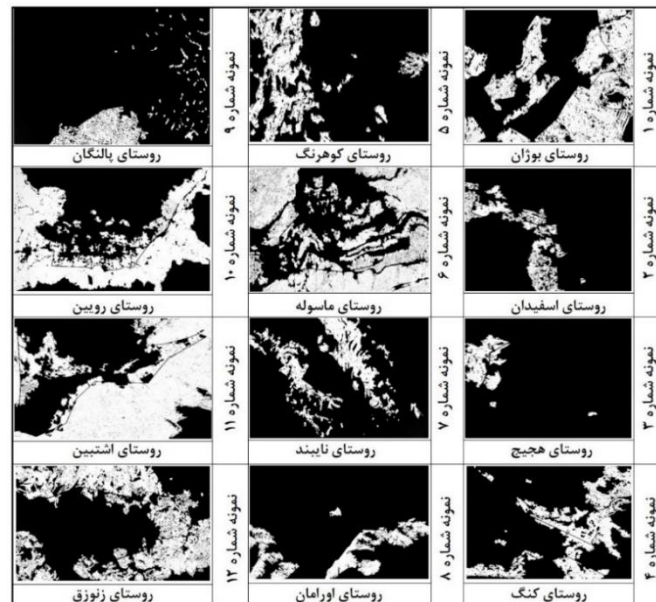 نمونه شماره ۱
روستای بوژان
نمونه شماره ۵
روستای کوهرنگ
نمونه شماره ۹
روستای پالنگان
نمونه شماره ۲
روستای اسفیدان
نمونه شماره ۶
روستای ماسوله
نمونه شماره ۱۰
روستای رویین
نمونه شماره ۳
روستای هجیج
نمونه شماره ۷
روستای نایبند
نمونه شماره ۱۱
روستای اشتبین
نمونه شماره ۴
روستای کنگ
نمونه شماره ۸
روستای اورامان
نمونه شماره ۱۲
روستای زنوزق